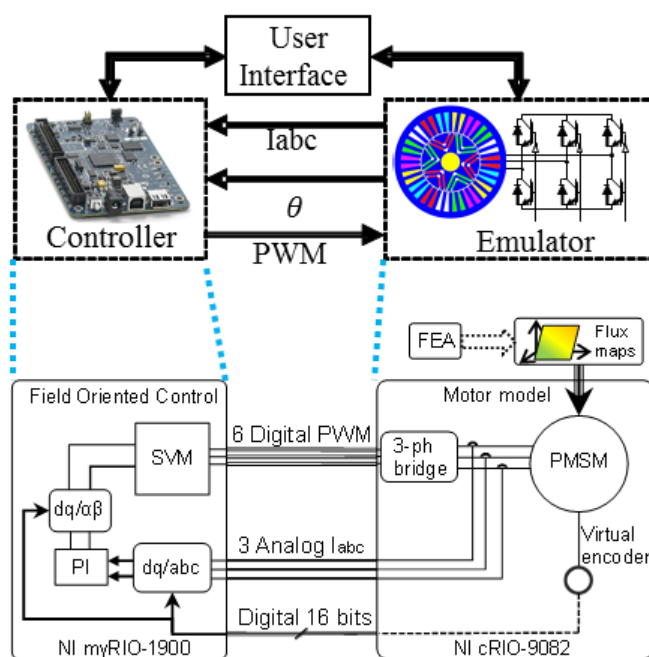 User
Interface
Iabc
θ
Controller
PWM
Emulator
FEA
Flux
maps
Field Oriented Control
Motor model
6 Digital PWM
SVM
3-ph
bridge
PMSM
dq/αβ
Virtual
encoder
3 Analog Iabc
PI
dq/abc
Digital 16 bits
NI myRIO-1900
NI cRIO-9082